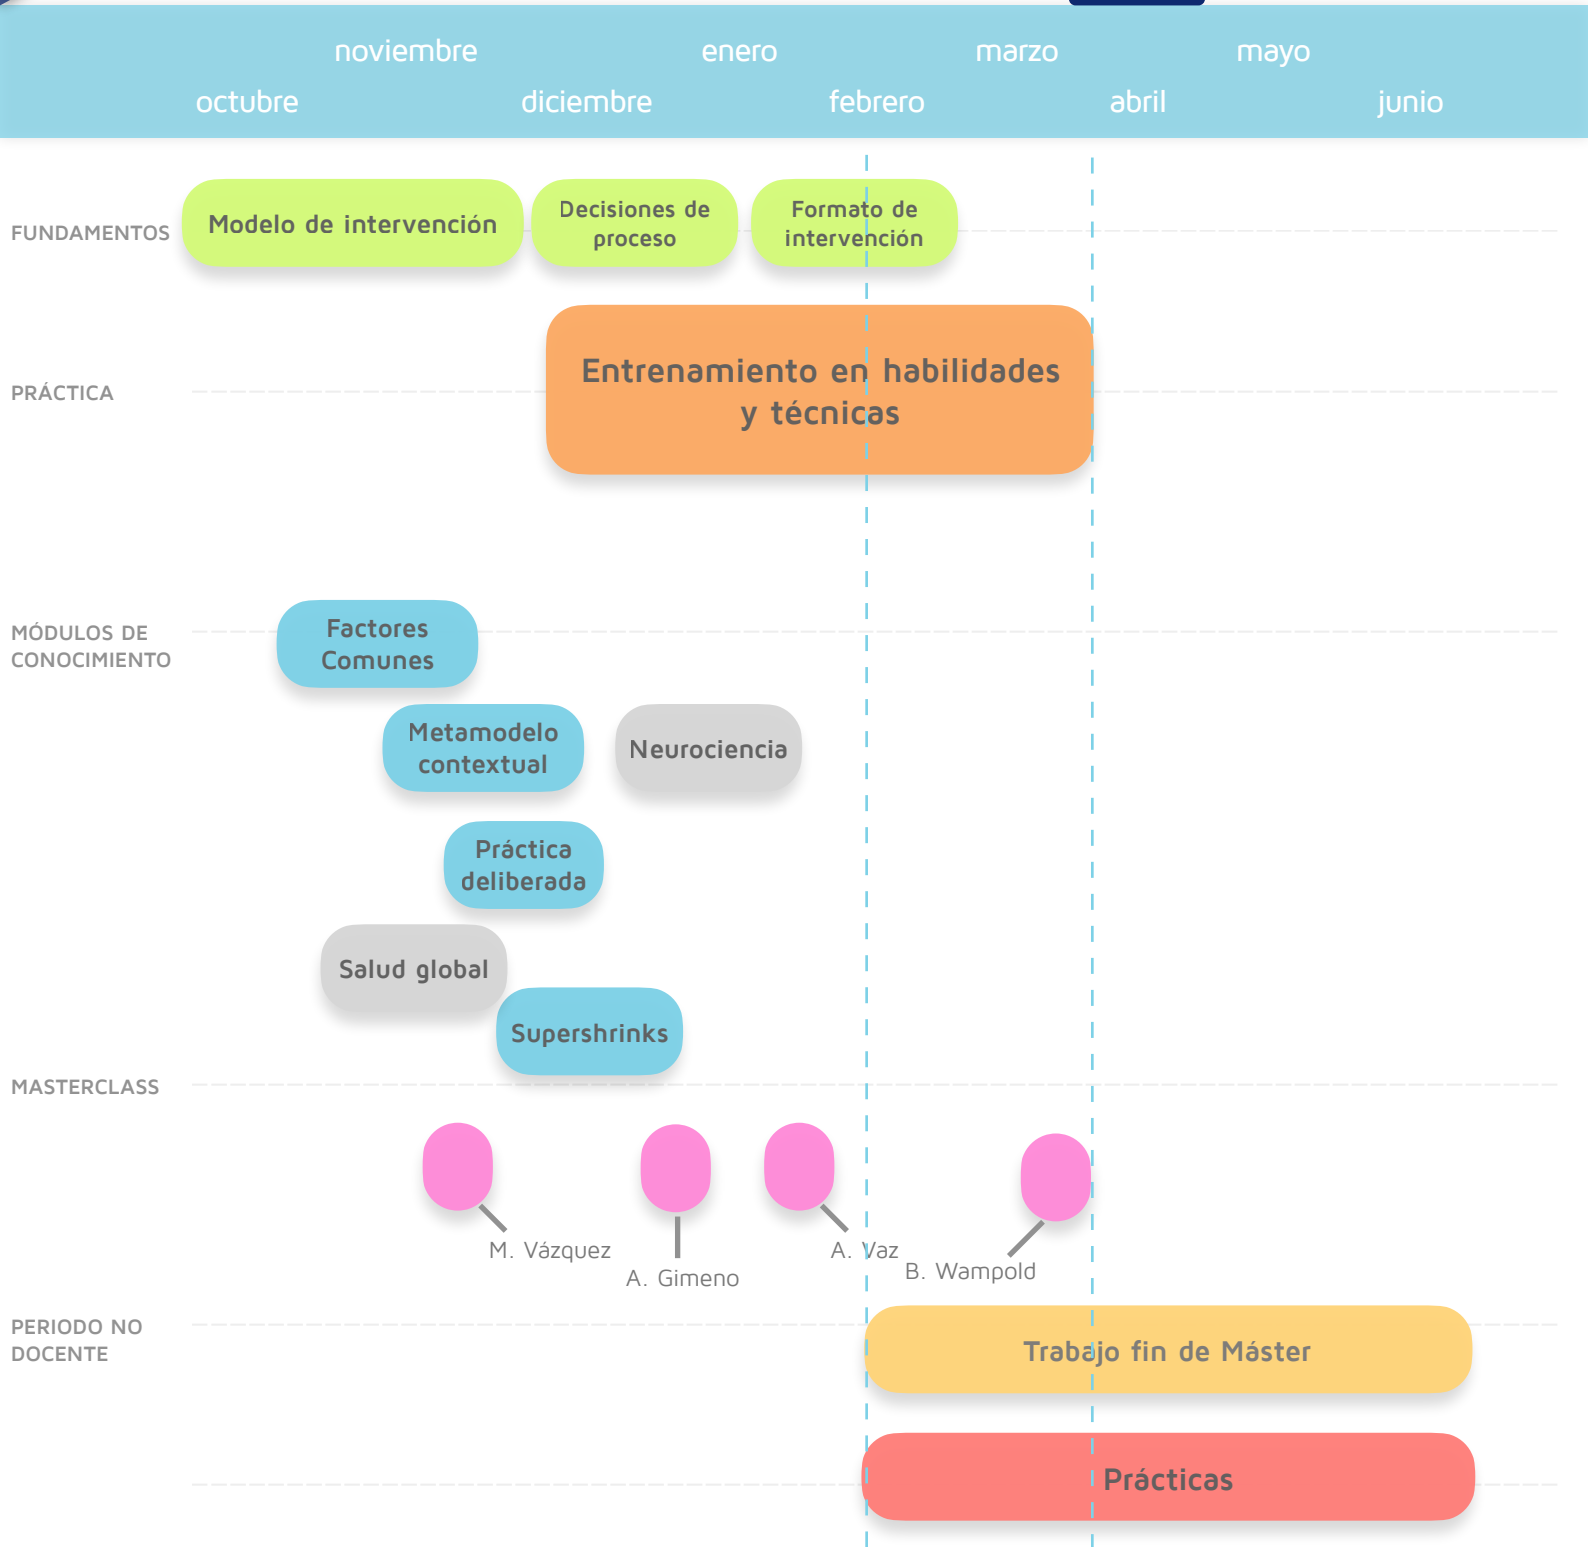 noviembre
enero
marzo
mayo
octubre
diciembre
febrero
abril
junio
FUNDAMENTOS
Modelo de intervención
Decisiones de
proceso
Formato de
intervención
PRÁCTICA
Entrenamiento en habilidades
y técnicas
MÓDULOS DE
CONOCIMIENTO
Factores
Comunes
Metamodelo
contextual
Neurociencia
Práctica
deliberada
Salud global
Supershrinks
MASTERCLASS
M. Vázquez
A. Gimeno
A. Vaz
B. Wampold
PERIODO NO
DOCENTE
Trabajo fin de Máster
Prácticas